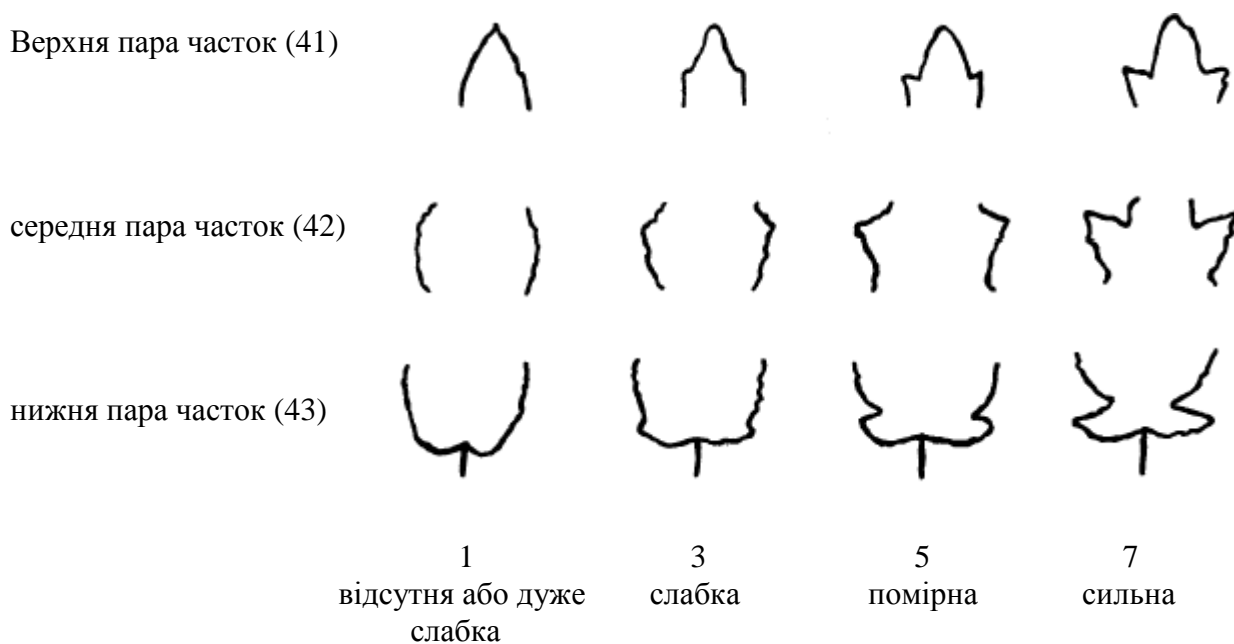 Верхня пара часток (41)
середня пара часток (42)
нижня пара часток (43)
1 3 5 7
відсутня або дуже слабка помірна сильна
слабка